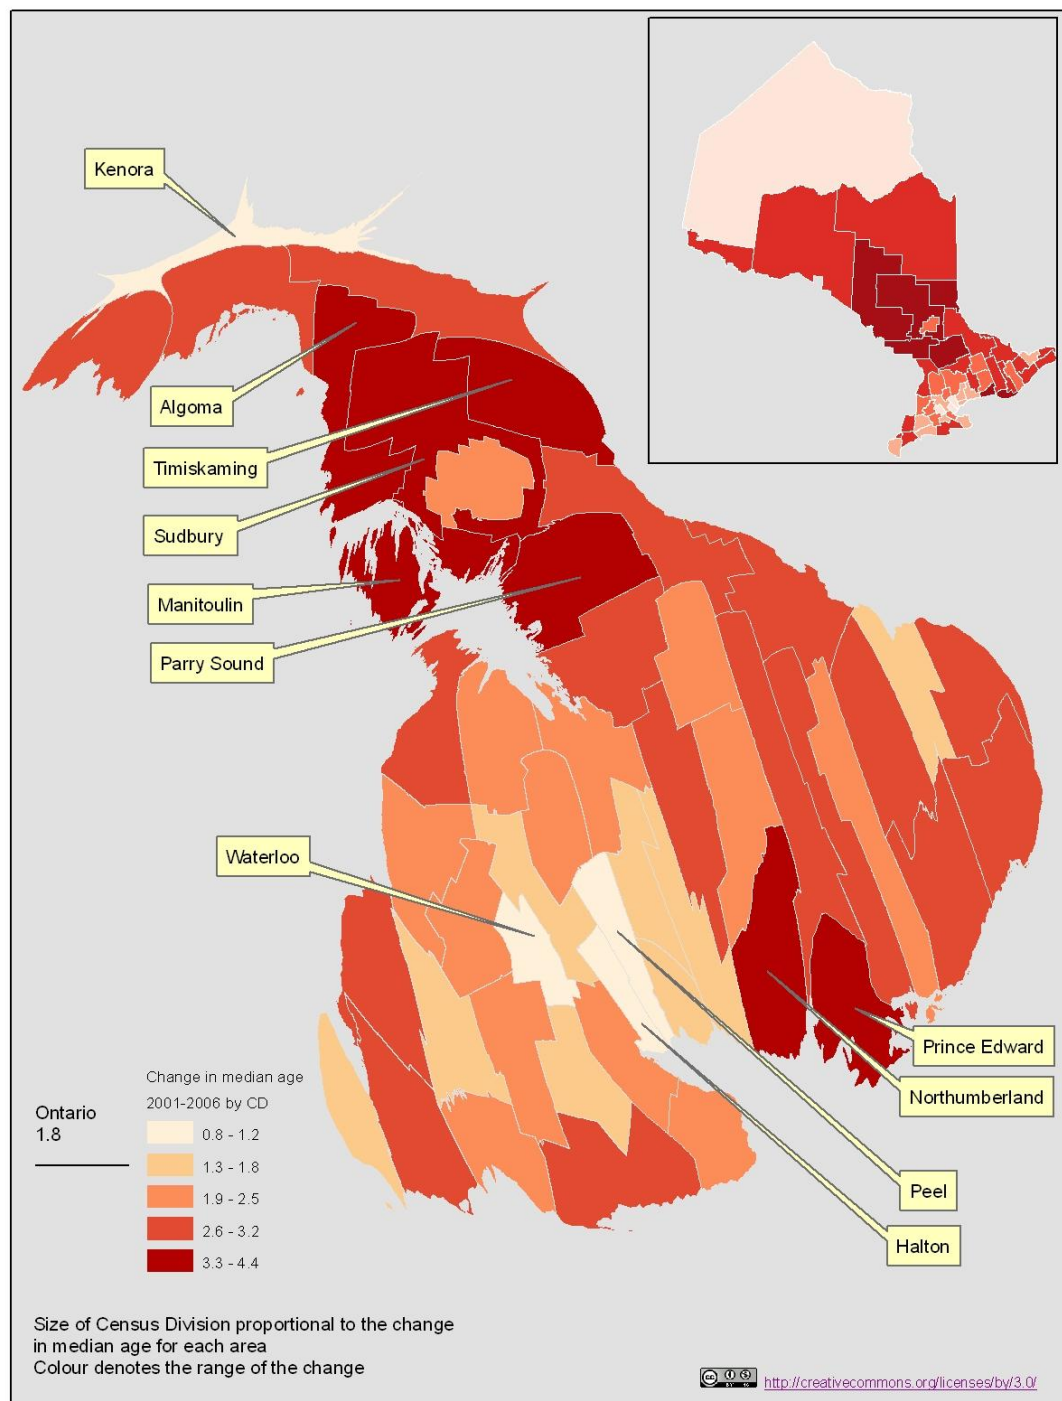 Kenora
Algoma
Timiskaming
Sudbury
Manitoulin
Parry Sound
Waterloo
Prince Edward
Northumberland
Peel
Halton
Change in median age
2001-2006 by CD
Ontario
1.8
0.8 - 1.2
1.3 - 1.8
1.9 - 2.5
2.6 - 3.2
3.3 - 4.4
Size of Census Division proportional to the change
in median age for each area
Colour denotes the range of the change
cc
BY
http://creativecommons.org/licenses/by/3.0/